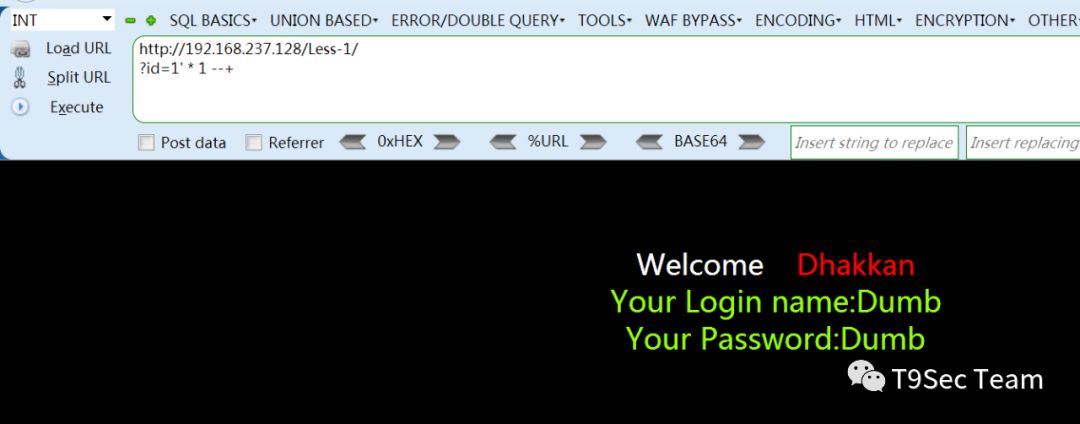 INT SQL BASICS▾ UNION BASED▾ ERROR/DOUBLE QUERY▾ TOOLS▾ WAF BYPASS▾ ENCODING▾ HTML▾ ENCRYPTION▾ OTHER
Load URL http://192.168.237.128/Less-1/
Split URL ?id=1' * 1 --+
Execute
Post data Referrer 0xHEX %URL BASE64 Insert string to replace Insert replacing
Welcome Dhakkan
Your Login name:Dumb
Your Password:Dumb
T9Sec Team